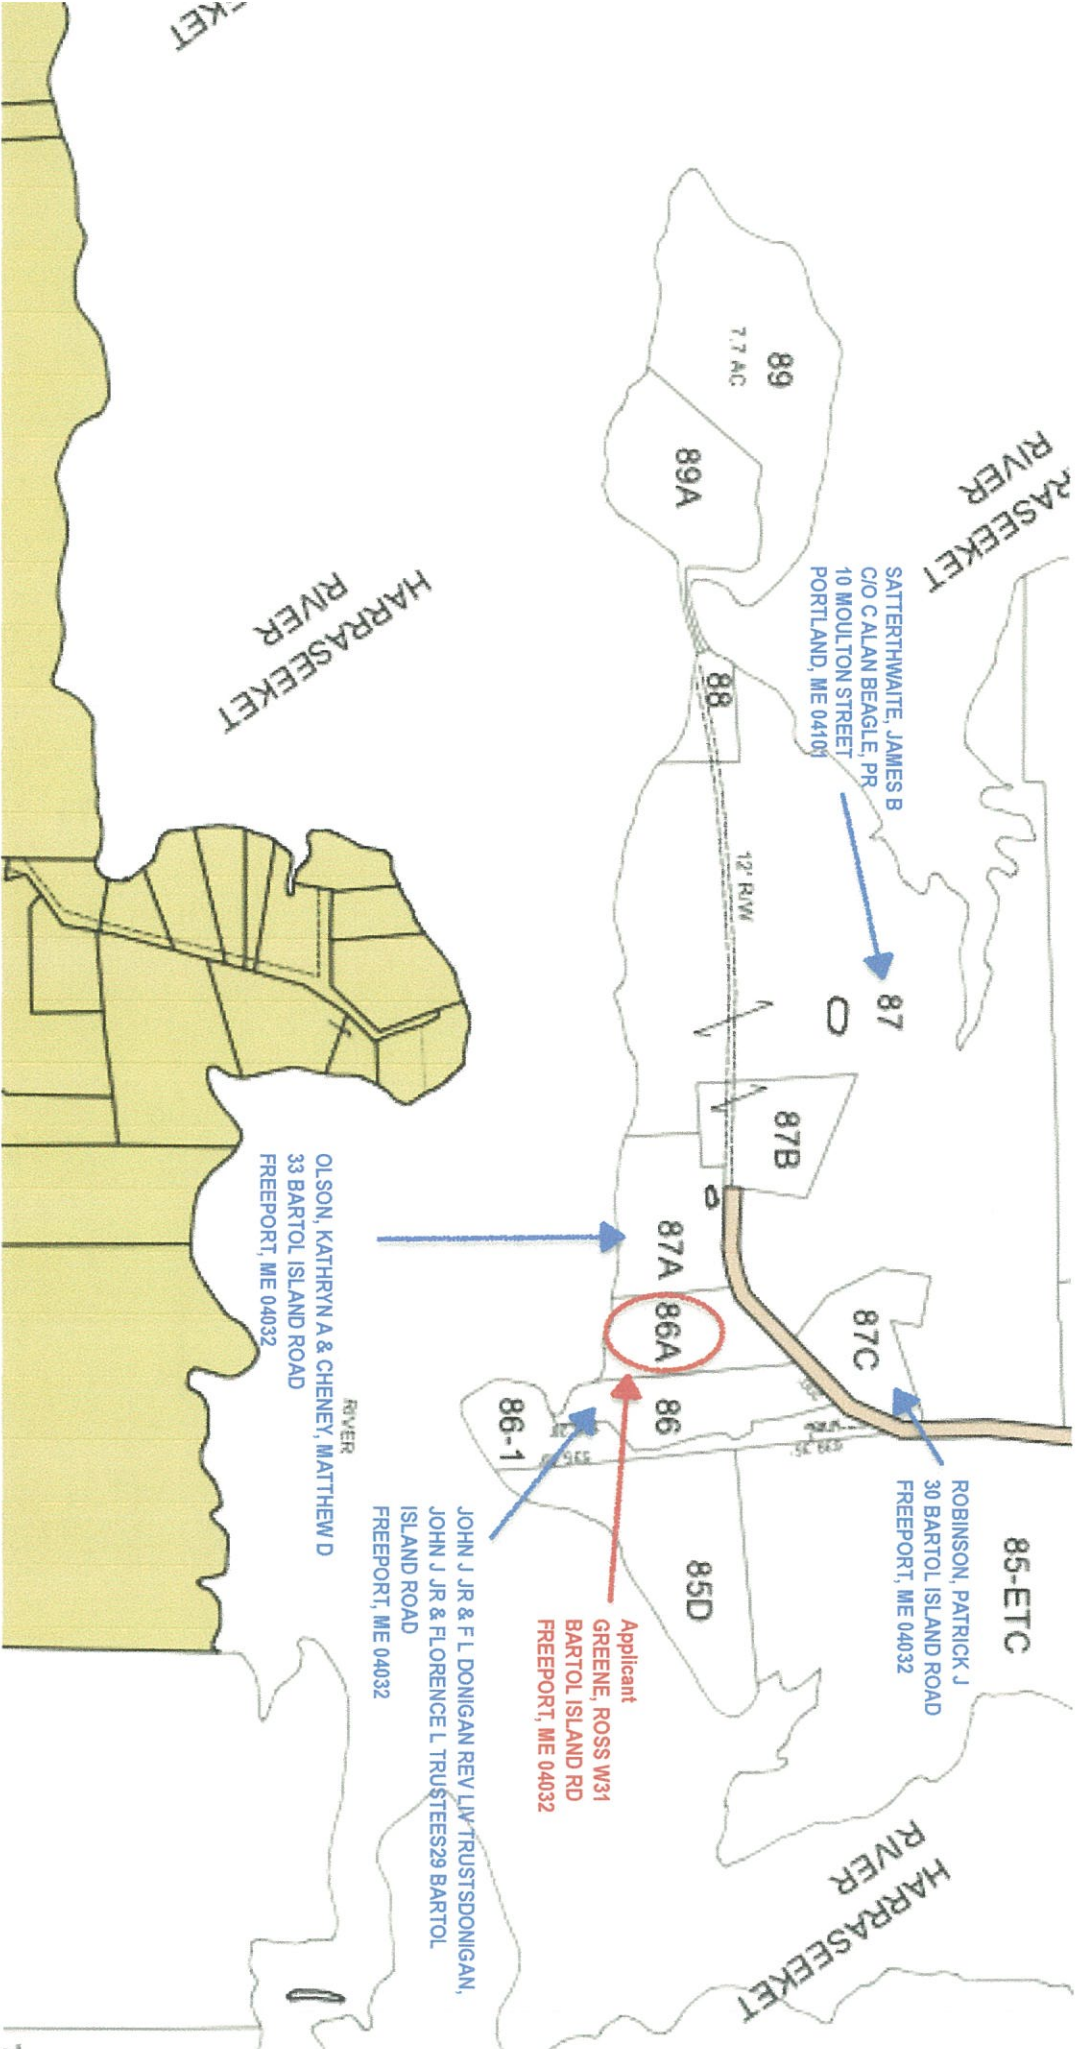 KET
HARRASEEKET
RIVER
RASEEKET
RIVER
89
7.7 AC
89A
SATTERTHWAITE, JAMES B
C/O C ALAN BEAGLE, PR
10 MOULTON STREET
PORTLAND, ME 04101
88
12' R/W
87
87B
87A
86A
87C
86
86-1
85D
85-ETC
OLSON, KATHRYN A & CHENEY, MATTHEW D
33 BARTOL ISLAND ROAD
FREEPORT, ME 04032
RIVER
ROBINSON, PATRICK J
30 BARTOL ISLAND ROAD
FREEPORT, ME 04032
Applicant
GREENE, ROSS W31
BARTOL ISLAND RD
FREEPORT, ME 04032
JOHN J JR & F L DONIGAN REV LIV TRUSTSDONIGAN,
JOHN J JR & FLORENCE L TRUSTEES29 BARTOL
ISLAND ROAD
FREEPORT, ME 04032
HARRASEEKET
RIVER